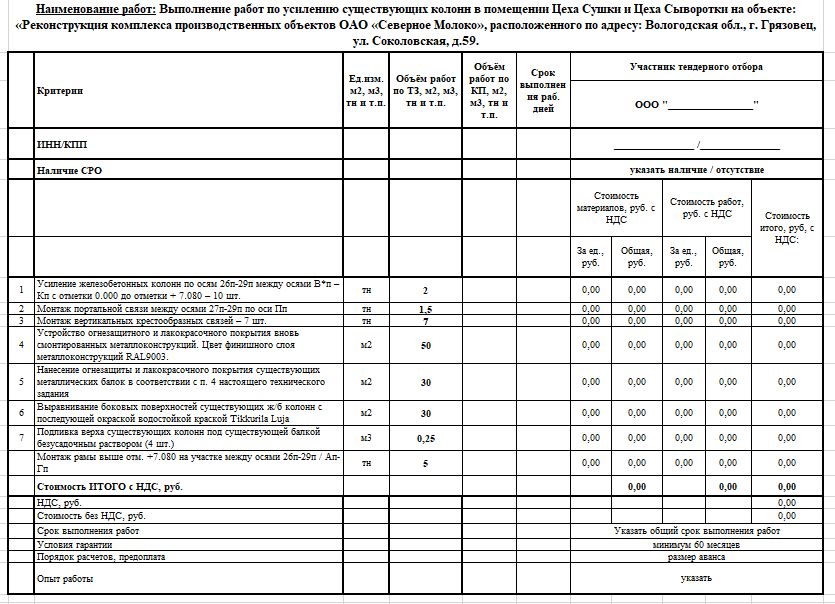 Наименование работ: Выполнение работ по усилению существующих колонн в помещении Цеха Сушки и Цеха Сыворотки на объекте:
«Реконструкция комплекса производственных объектов ОАО «Северное Молоко», расположенного по адресу: Вологодская обл., г. Грязовец,
ул. Соколовская, д.59.
Критерии
Ед.изм.
м2, м3,
тн и т.п.
Объём работ
по ТЗ, м2, м3,
тн и т.п.
Объём
работ по
КП, м2,
м3, тн и
т.п.
Срок
выполнен
ия раб.
дней
Участник тендерного отбора
ООО "_________________"
ИНН/КПП
________________ /________________
Наличие СРО
указать наличие / отсутствие
Стоимость
материалов, руб. с
НДС
Стоимость работ,
руб. с НДС
Стоимость
итого, руб, с
НДС:
За ед.,
руб.
Общая,
руб.
За ед.,
руб.
Общая,
руб.
1 Усиление железобетонных колонн по осям 26п-29п между осями В*п –
Кп с отметки 0.000 до отметки + 7.080 – 10 шт. тн 2 0,00 0,00 0,00 0,00 0,00
2 Монтаж портальной связи между осями 27п-29п по оси Пп тн 1,5 0,00 0,00 0,00 0,00 0,00
3 Монтаж вертикальных крестообразных связей – 7 шт. тн 7 0,00 0,00 0,00 0,00 0,00
4 Устройство огнезащитного и лакокрасочного покрытия вновь
смонтированных металлоконструкций. Цвет финишного слоя
металлоконструкций RAL9003. м2 50 0,00 0,00 0,00 0,00 0,00
5 Нанесение огнезащиты и лакокрасочного покрытия существующих
металлических балок в соответствии с п. 4 настоящего технического
задания м2 30 0,00 0,00 0,00 0,00 0,00
6 Выравнивание боковых поверхностей существующих ж/б колонн с
последующей окраской водостойкой краской Tikkurila Luja м2 30 0,00 0,00 0,00 0,00 0,00
7 Подливка верха существующих колонн под существующей балкой
безусадочным раствором (4 шт.) м3 0,25 0,00 0,00 0,00 0,00 0,00
Монтаж рамы выше отм. +7.080 на участке между осями 26п-29п / Ап-
Гп тн 5 0,00 0,00 0,00 0,00 0,00
Стоимость ИТОГО с НДС, руб. 0,00 0,00 0,00
НДС, руб. 0,00
Стоимость без НДС, руб. 0,00
Срок выполнения работ Указать общий срок выполнения работ
Условия гарантии минимум 60 месяцев
Порядок расчетов, предоплата размер аванса
Опыт работы указать